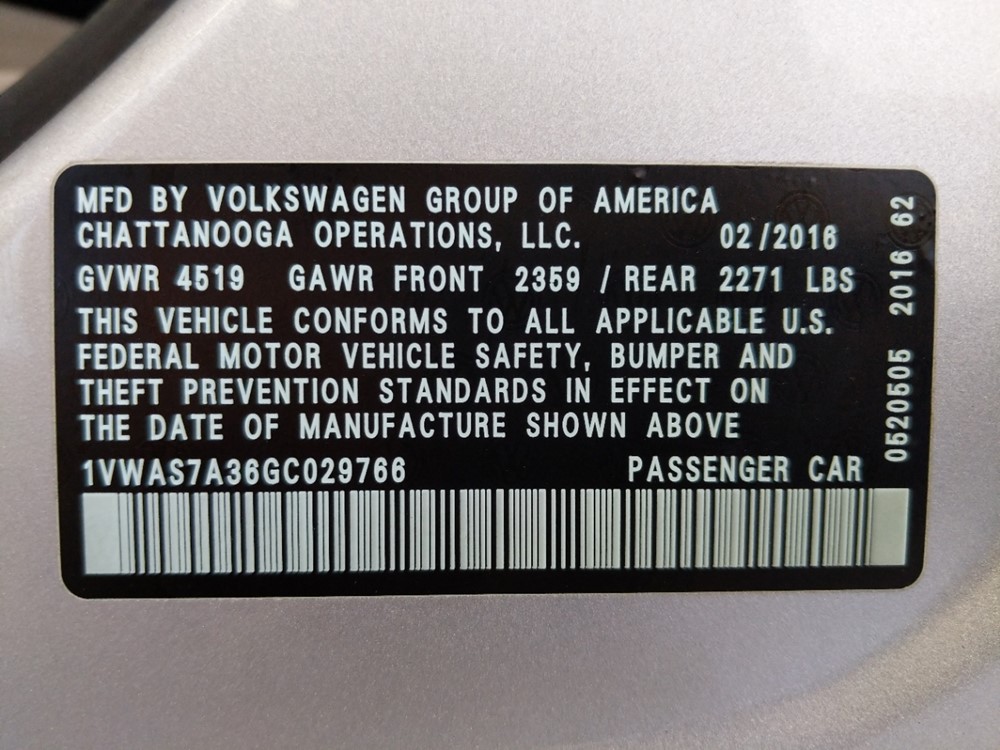 MFD BY VOLKSWAGEN GROUP OF AMERICA
CHATTANOOGA OPERATIONS, LLC. 02/2016
GVWR 4519 GAWR FRONT 2359 / REAR 2271 LBS
THIS VEHICLE CONFORMS TO ALL APPLICABLE U.S.
FEDERAL MOTOR VEHICLE SAFETY, BUMPER AND
THEFT PREVENTION STANDARDS IN EFFECT ON
THE DATE OF MANUFACTURE SHOWN ABOVE
1VWAS7A36GC029766 PASSENGER CAR
0520505 2016 62